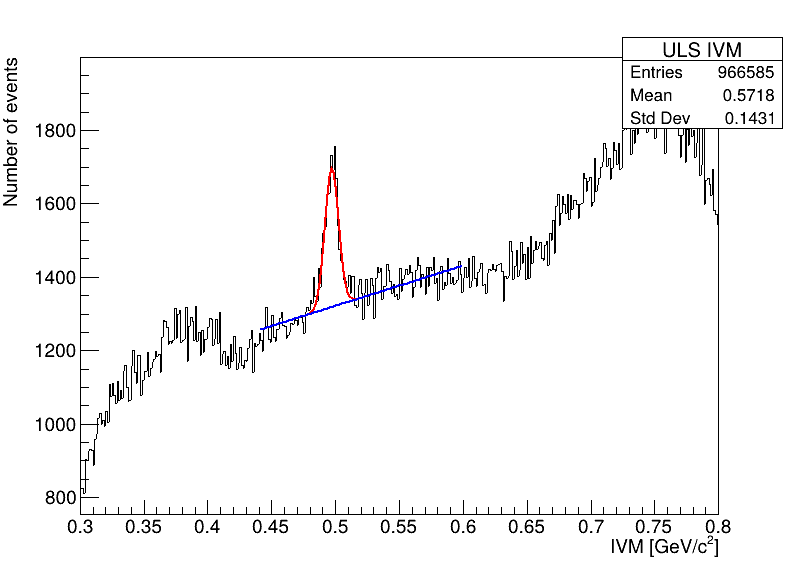 ULS IVM
Entries 966585
Mean 0.5718
Std Dev 0.1431
Number of events
1800
1600
1400
1200
1000
800
0.3 0.35 0.4 0.45 0.5 0.55 0.6 0.65 0.7 0.75 0.8
IVM [GeV/c²]